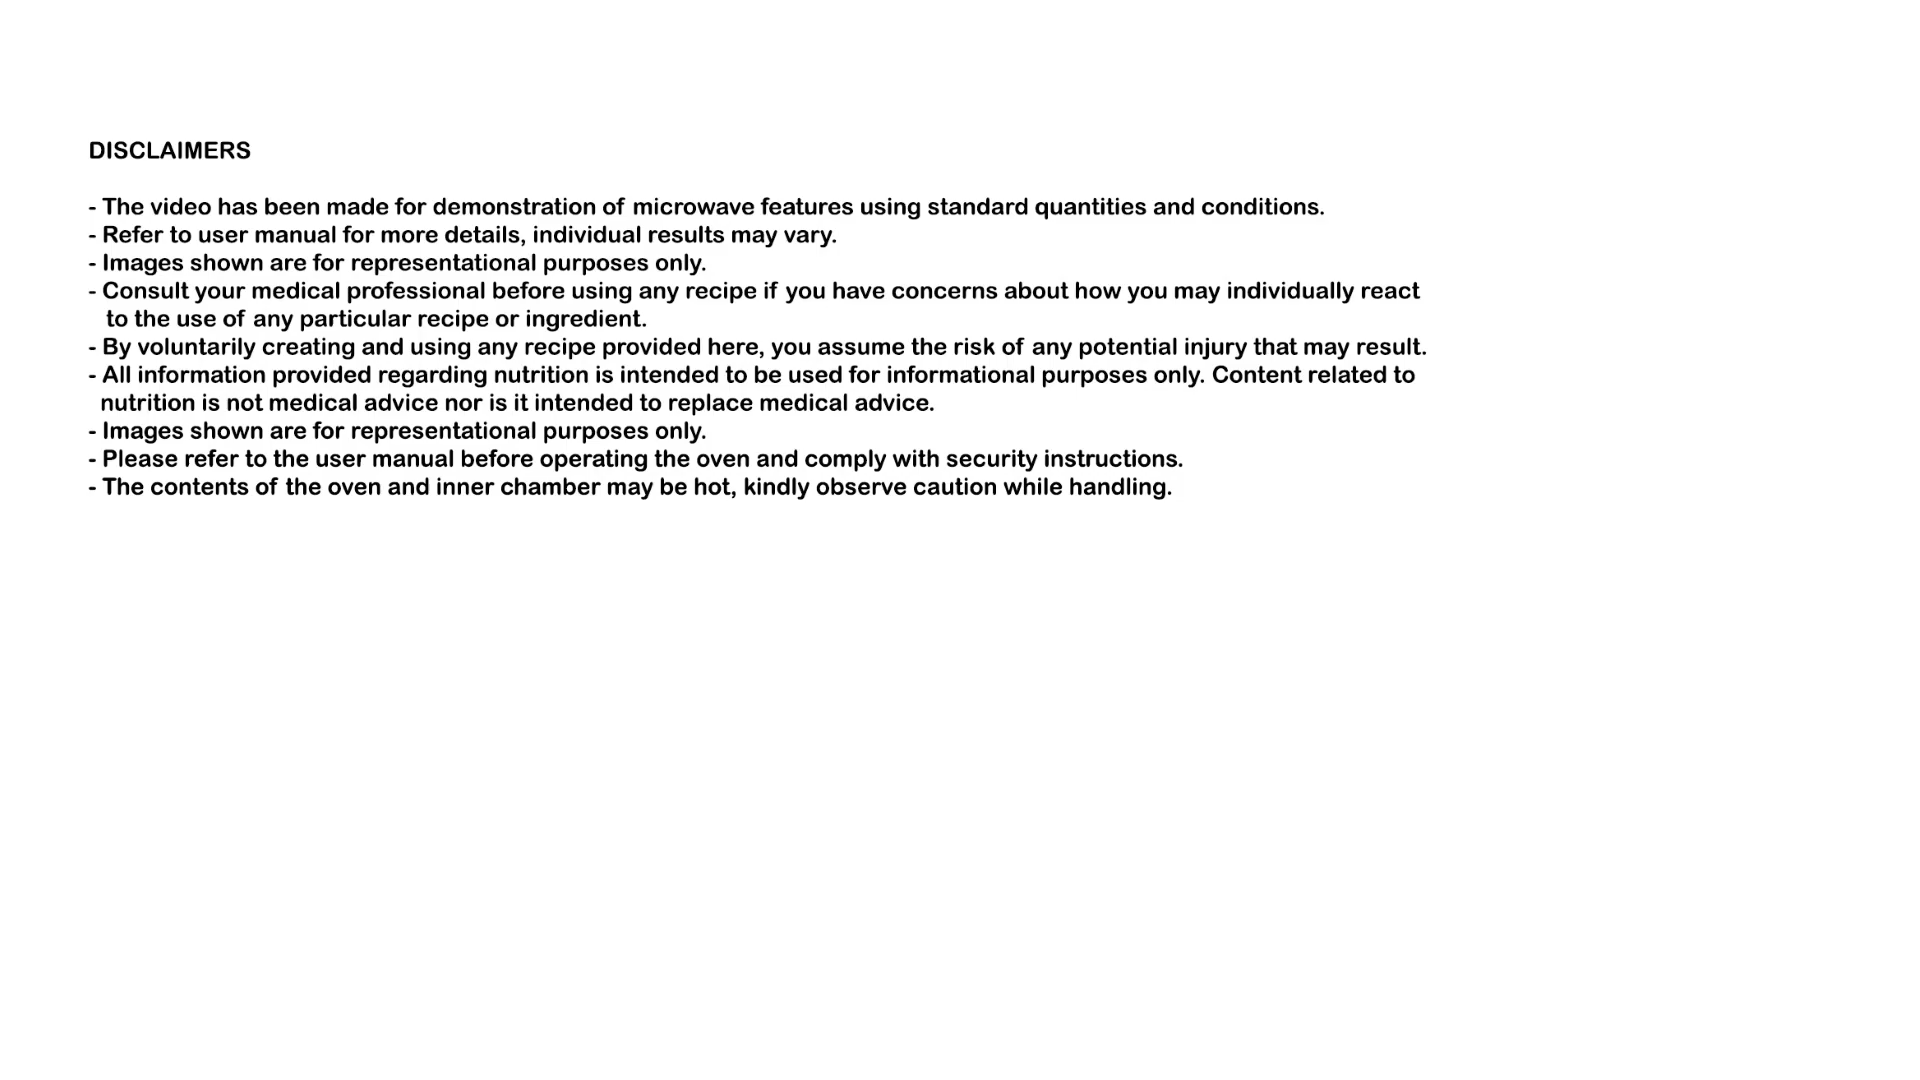 DISCLAIMERS
- The video has been made for demonstration of microwave features using standard quantities and conditions.
- Refer to user manual for more details, individual results may vary.
- Images shown are for representational purposes only.
- Consult your medical professional before using any recipe if you have concerns about how you may individually react
to the use of any particular recipe or ingredient.
- By voluntarily creating and using any recipe provided here, you assume the risk of any potential injury that may result.
- All information provided regarding nutrition is intended to be used for informational purposes only. Content related to
nutrition is not medical advice nor is it intended to replace medical advice.
- Images shown are for representational purposes only.
- Please refer to the user manual before operating the oven and comply with security instructions.
- The contents of the oven and inner chamber may be hot, kindly observe caution while handling.